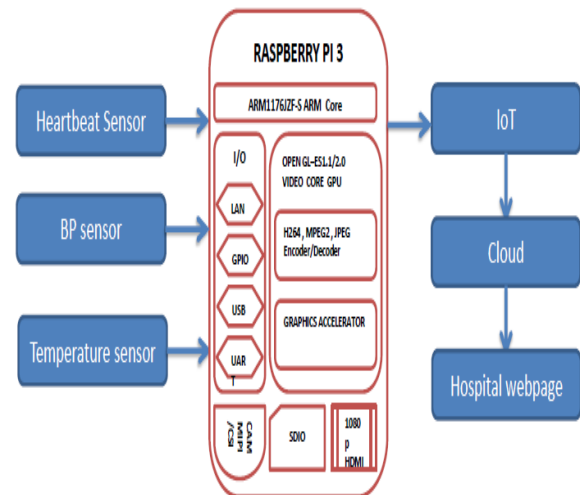 RASPBERRY PI 3
ARM1176JZF-S ARM Core
Heartbeat Sensor
BP sensor
Temperature sensor
I/O
LAN
GPIO
USB
UAR
T
OPEN GL-ES1.1/2.0
VIDEO CORE GPU
H264 , MPEG2 , JPEG
Encoder/Decoder
GRAPHICS ACCELERATOR
CAM
MIPI
/CSI
SDIO
1080
p
HDMI
IoT
Cloud
Hospital webpage